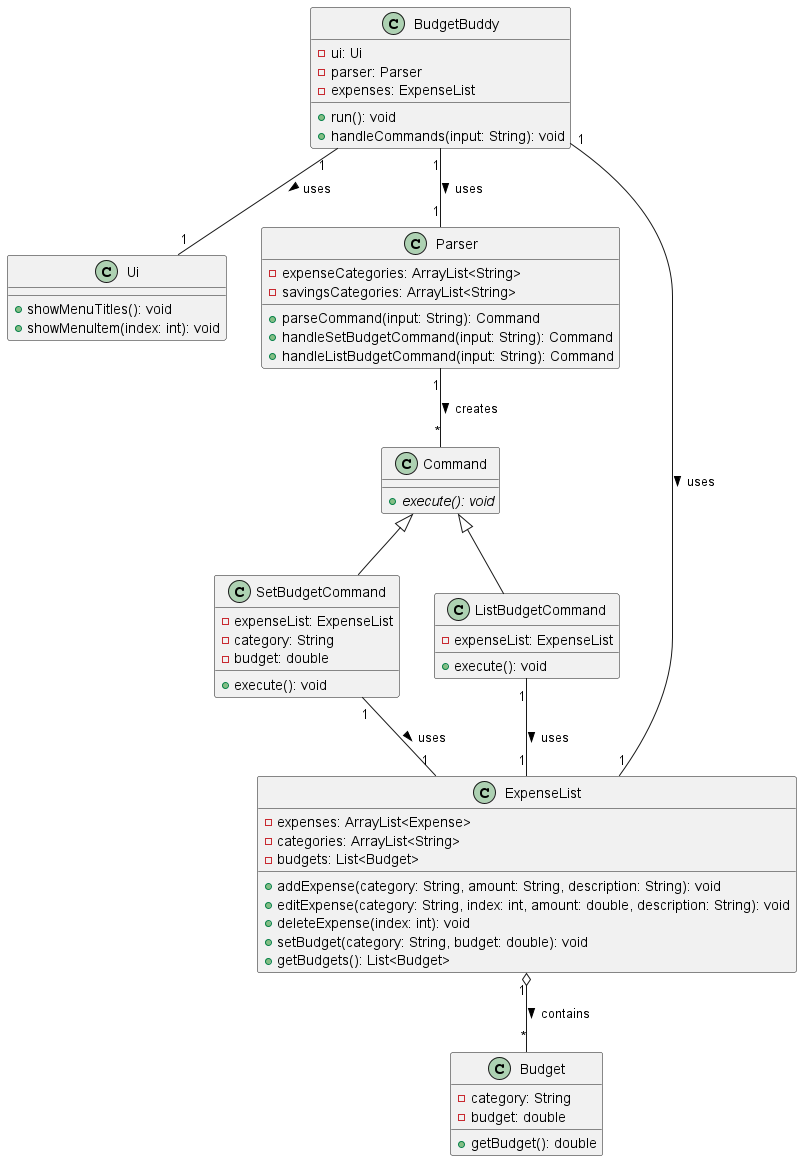 C BudgetBuddy
ui: Ui
parser: Parser
expenses: ExpenseList
run(): void
handleCommands(input: String): void
1
1
1
uses
uses
1
1
C Ui
showMenuTitles(): void
showMenuItem(index: int): void
C Parser
expenseCategories: ArrayList<String>
savingsCategories: ArrayList<String>
parseCommand(input: String): Command
handleSetBudgetCommand(input: String): Command
handleListBudgetCommand(input: String): Command
1
creates
*
C Command
execute(): void
uses
C SetBudgetCommand
expenseList: ExpenseList
category: String
budget: double
execute(): void
C ListBudgetCommand
expenseList: ExpenseList
execute(): void
1
1
uses
uses
1
1
1
C ExpenseList
expenses: ArrayList<Expense>
categories: ArrayList<String>
budgets: List<Budget>
addExpense(category: String, amount: String, description: String): void
editExpense(category: String, index: int, amount: double, description: String): void
deleteExpense(index: int): void
setBudget(category: String, budget: double): void
getBudgets(): List<Budget>
1
contains
*
C Budget
category: String
budget: double
getBudget(): double